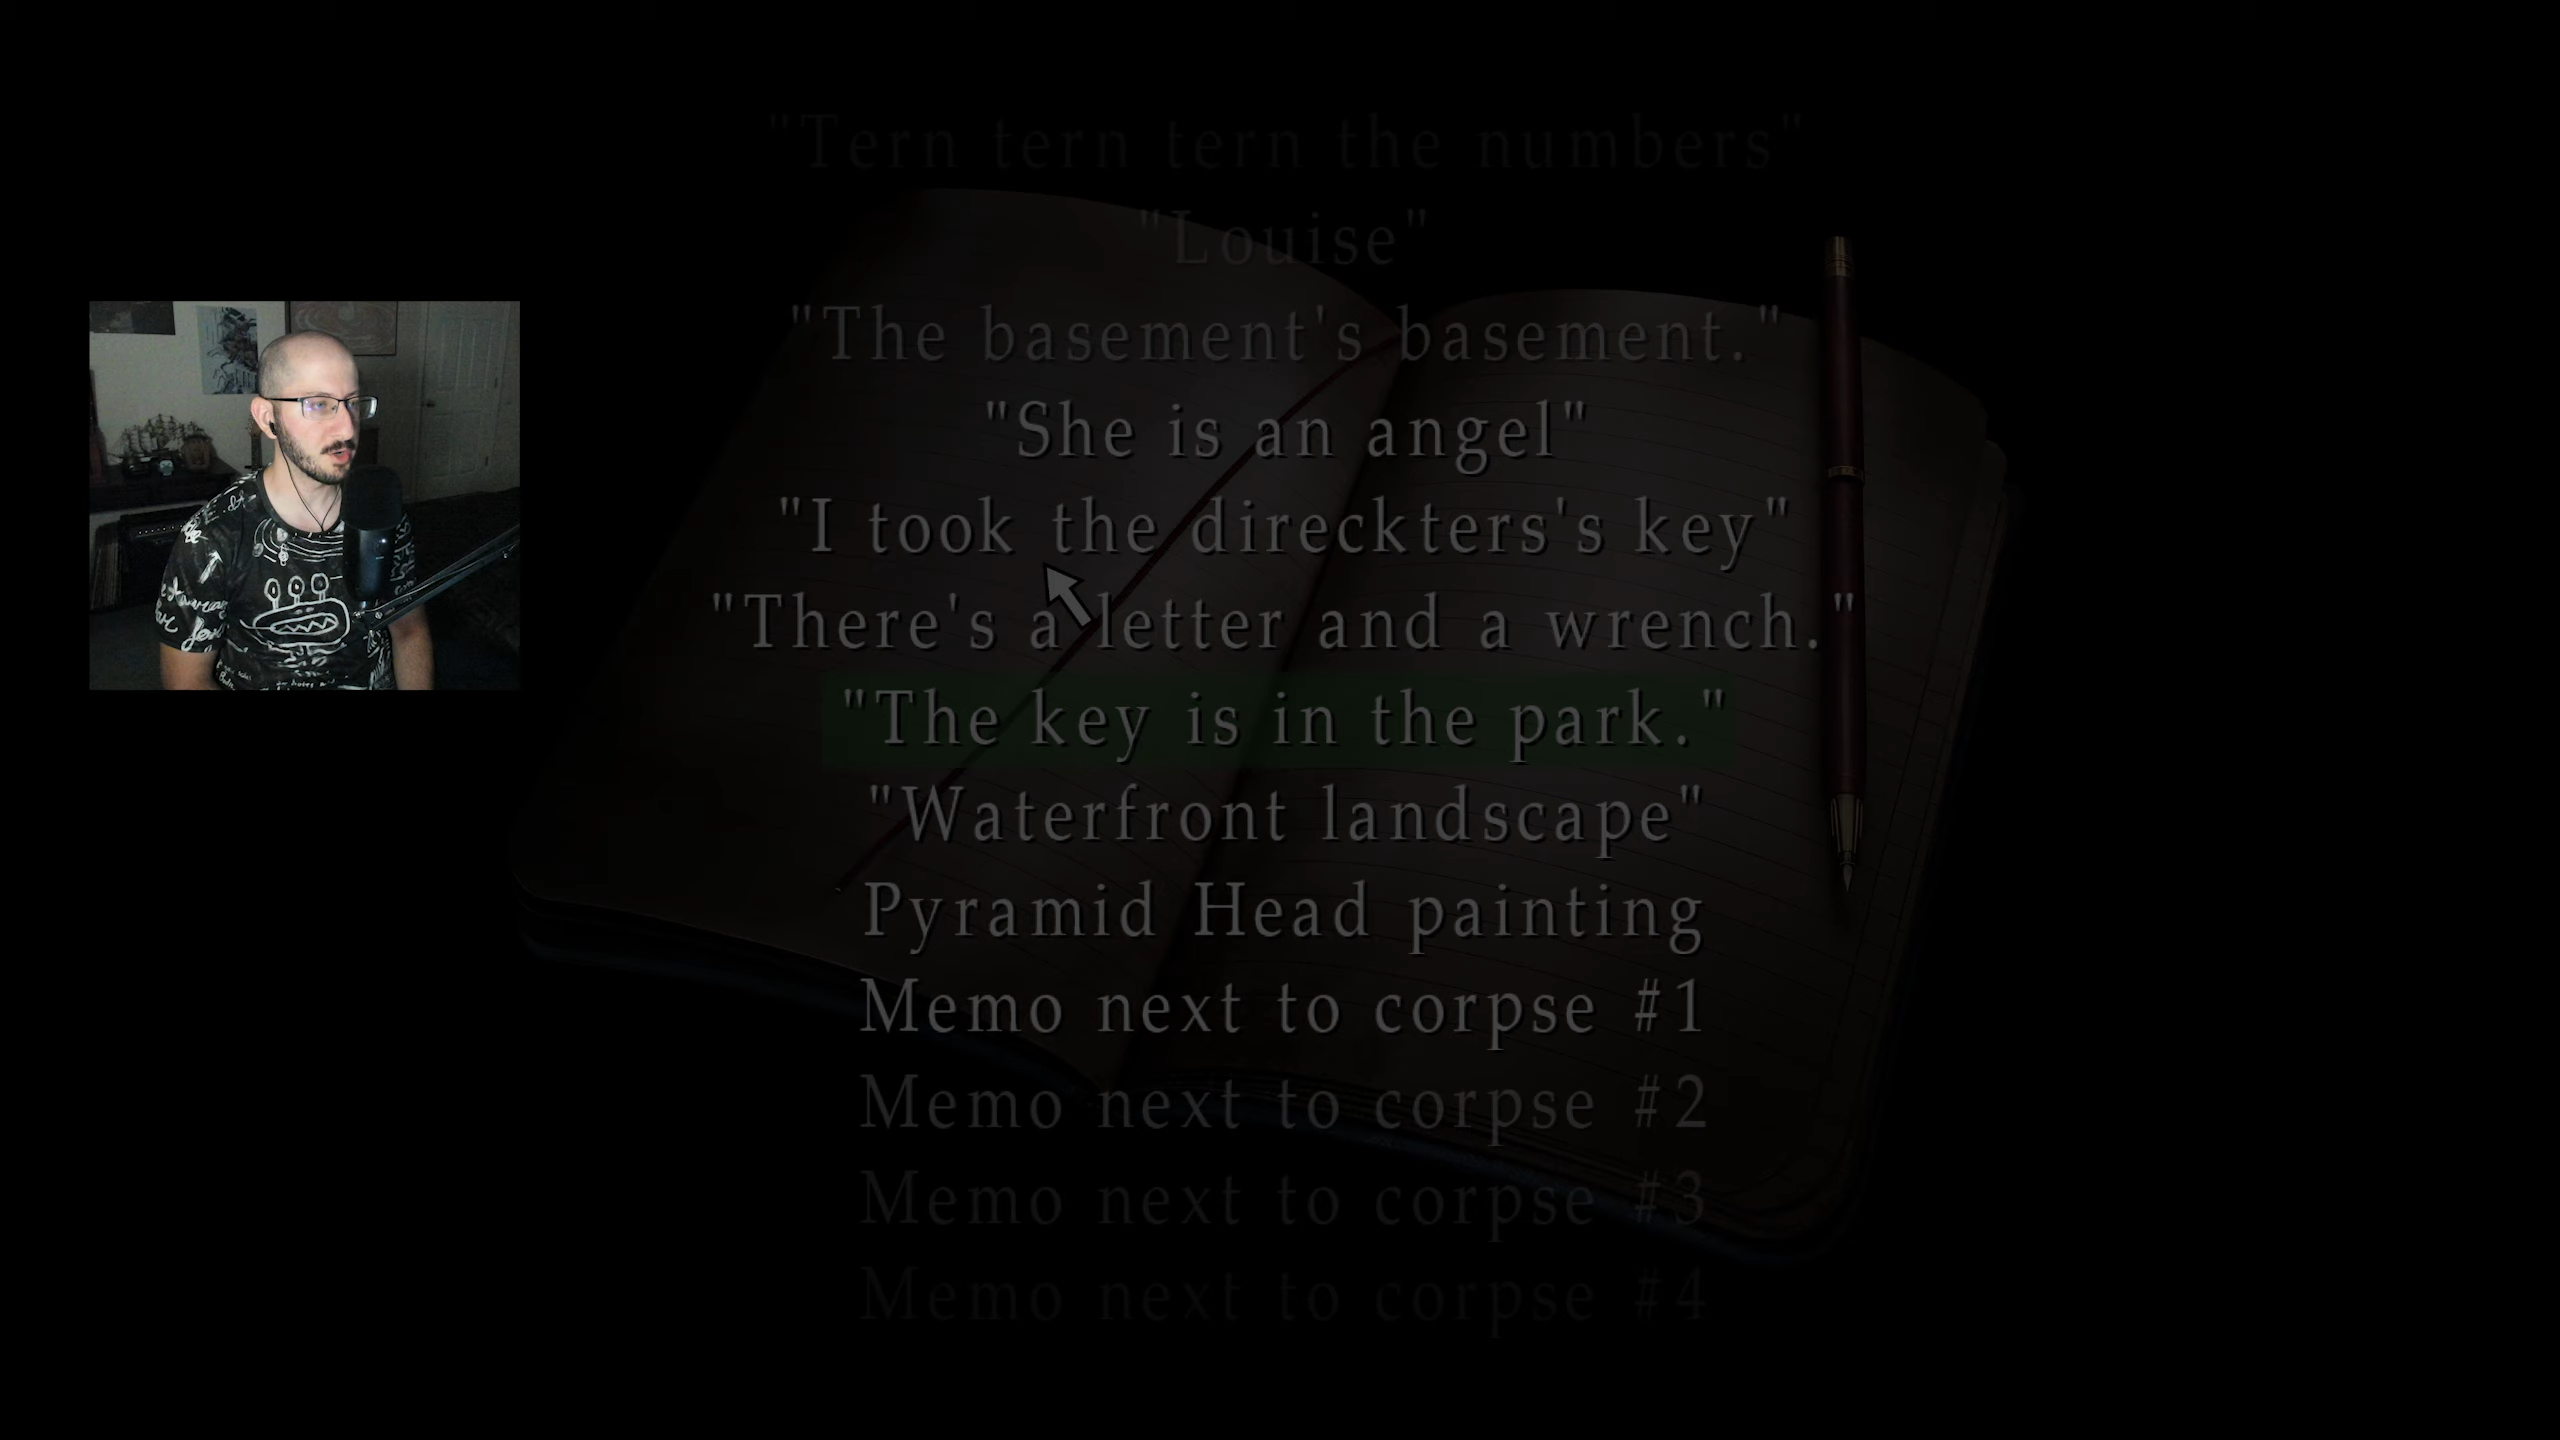 "Tern tern tern the numbers"
"Louise"
"The basement's basement."
"She is an angel"
"I took the direckters's key"
"There's a letter and a wrench."
"The key is in the park."
"Waterfront landscape"
Pyramid Head painting
Memo next to corpse #1
Memo next to corpse #2
Memo next to corpse #3
Memo next to corpse #4